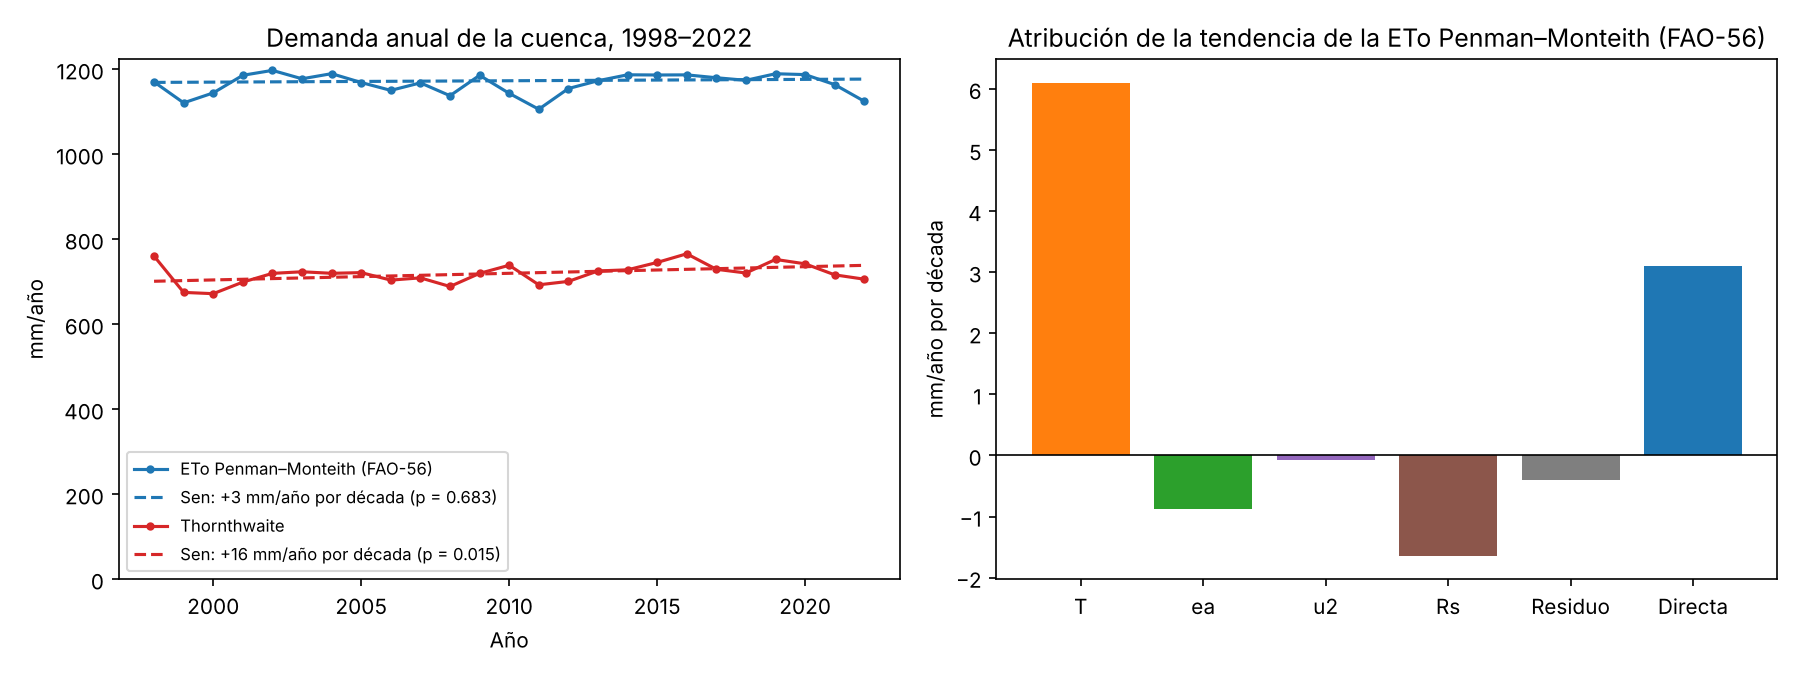 Demanda anual de la cuenca, 1998–2022
mm/año
1200
1000
800
600
400
200
0
ETo Penman–Monteith (FAO-56)
Sen: +3 mm/año por década (p = 0.683)
Thornthwaite
Sen: +16 mm/año por década (p = 0.015)
2000 2005 2010 2015 2020
Año
Atribución de la tendencia de la ETo Penman–Monteith (FAO-56)
mm/año por década
6
5
4
3
2
1
0
−1
−2
T ea u2 Rs Residuo Directa